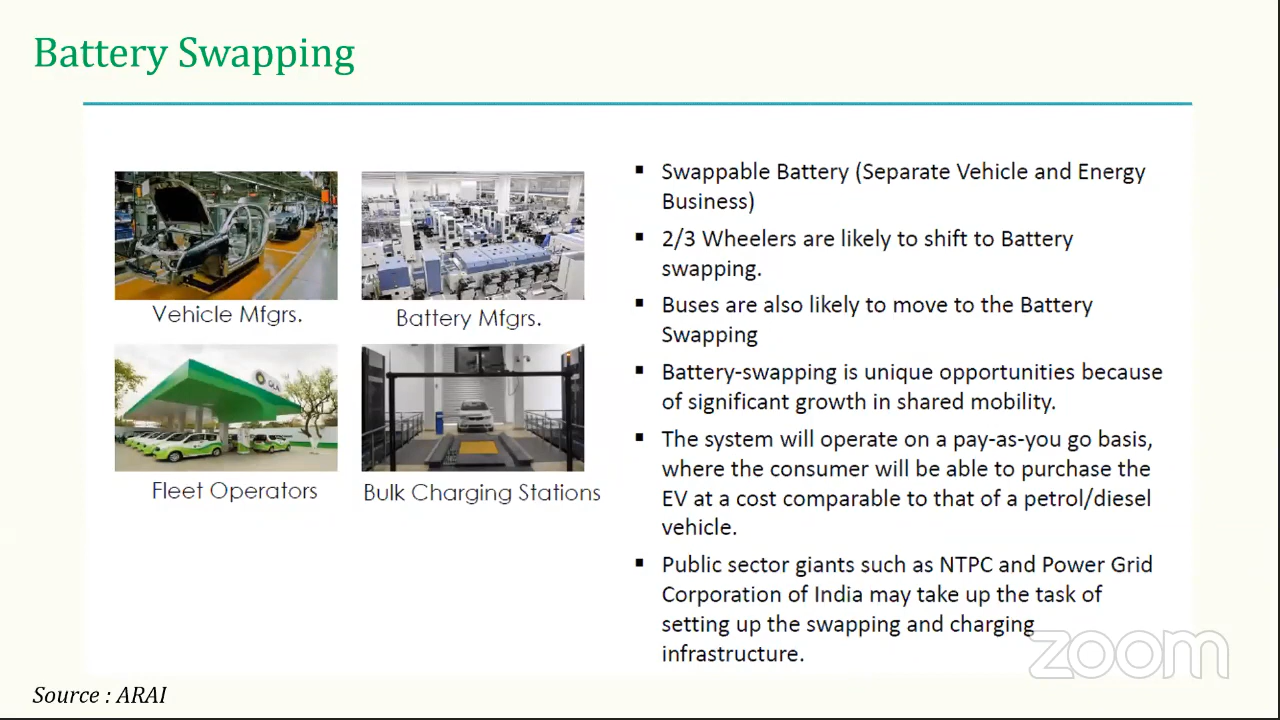 Battery Swapping
Vehicle Mfgrs.
Battery Mfgrs.
OLA
Fleet Operators
Bulk Charging Stations
▪ Swappable Battery (Separate Vehicle and Energy
Business)
▪ 2/3 Wheelers are likely to shift to Battery
swapping.
▪ Buses are also likely to move to the Battery
Swapping
▪ Battery-swapping is unique opportunities because
of significant growth in shared mobility.
▪ The system will operate on a pay-as-you go basis,
where the consumer will be able to purchase the
EV at a cost comparable to that of a petrol/diesel
vehicle.
▪ Public sector giants such as NTPC and Power Grid
Corporation of India may take up the task of
setting up the swapping and charging
infrastructure.
zoom
Source : ARAI